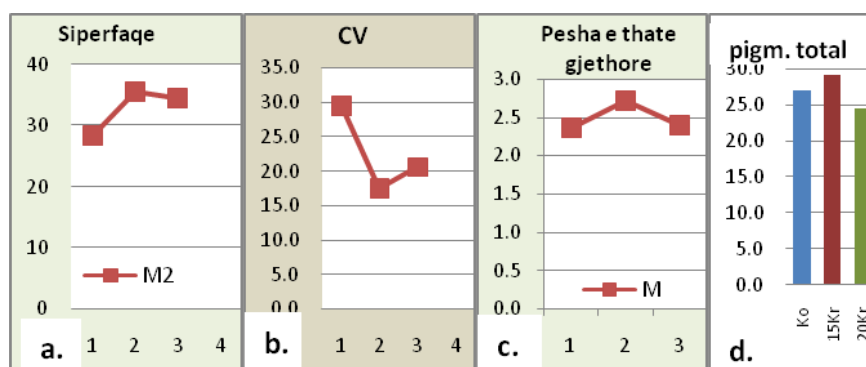 Siperfaqe
40
30
20
10
0
M2
a.
1 2 3 4
CV
35.0
30.0
25.0
20.0
15.0
10.0
5.0
0.0
b.
1 2 3 4
Pesha e thate
gjethore
3.0
2.5
2.0
1.5
1.0
0.5
0.0
M
c.
1 2 3
pigm. total
30.0
25.0
20.0
15.0
10.0
5.0
0.0
Ko
15Kr
20Kr
d.